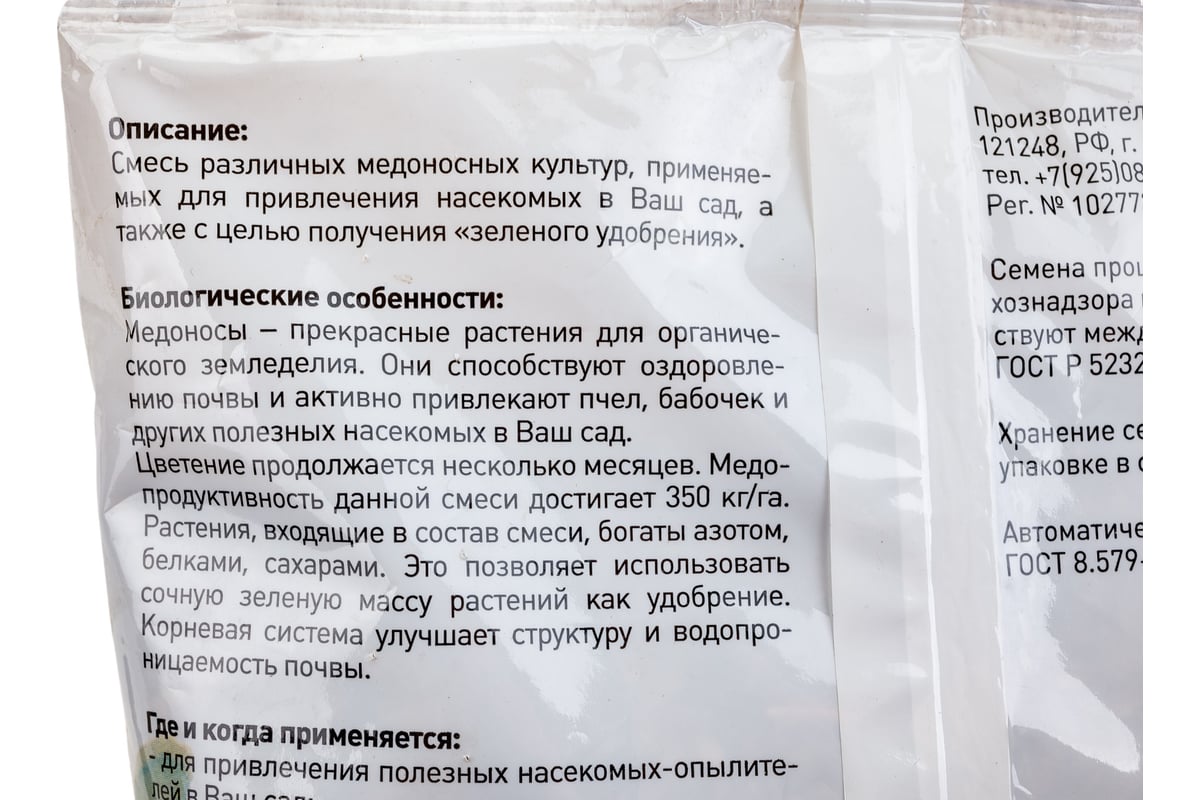 Описание:
Смесь различных медоносных культур, применяе-
мых для привлечения насекомых в Ваш сад, а
также с целью получения «зеленого удобрения».
Биологические особенности:
Медоносы – прекрасные растения для органиче-
ского земледелия. Они способствуют оздоровле-
нию почвы и активно привлекают пчел, бабочек и
других полезных насекомых в Ваш сад.
Цветение продолжается несколько месяцев. Медо-
продуктивность данной смеси достигает 350 кг/га.
Растения, входящие в состав смеси, богаты азотом,
белками, сахарами. Это позволяет использовать
сочную зеленую массу растений как удобрение.
Корневая система улучшает структуру и водопро-
ницаемость почвы.
Где и когда применяется:
- для привлечения полезных насекомых-опылите-
лей в Ваш сад;
Производител
121248, РФ, г.
тел. +7(925)08
Рег. № 10277
Семена про
хознадзора
ствуют меж
ГОСТ Р 5232
Хранение се
упаковке в
Автоматиче
ГОСТ 8.579-